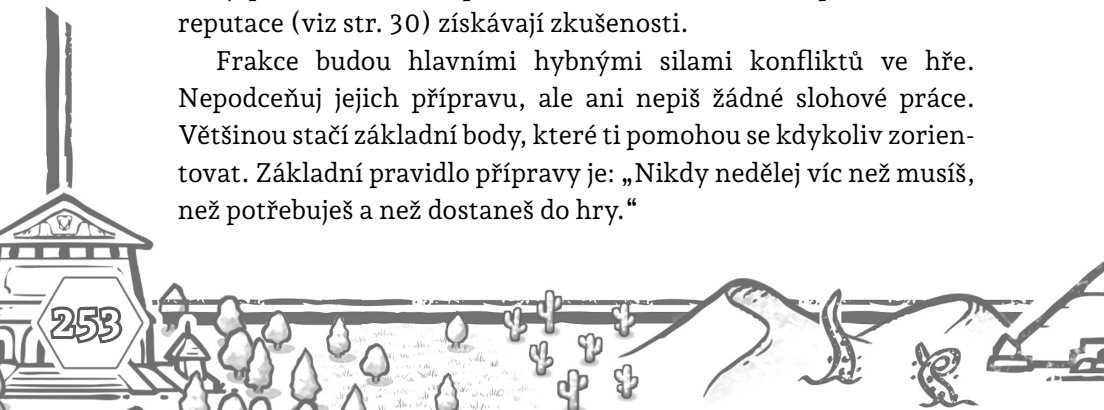 reputace (viz str. 30) získávají zkušenosti.
Frakce budou hlavními hybnými silami konfliktů ve hře.
Nepodceňuj jejich přípravu, ale ani nepiš žádné slohové práce.
Většinou stačí základní body, které ti pomohou se kdykoliv zorien-
tovat. Základní pravidlo přípravy je: „Nikdy nedělej víc než musíš,
než potřebuješ a než dostaneš do hry.“
253